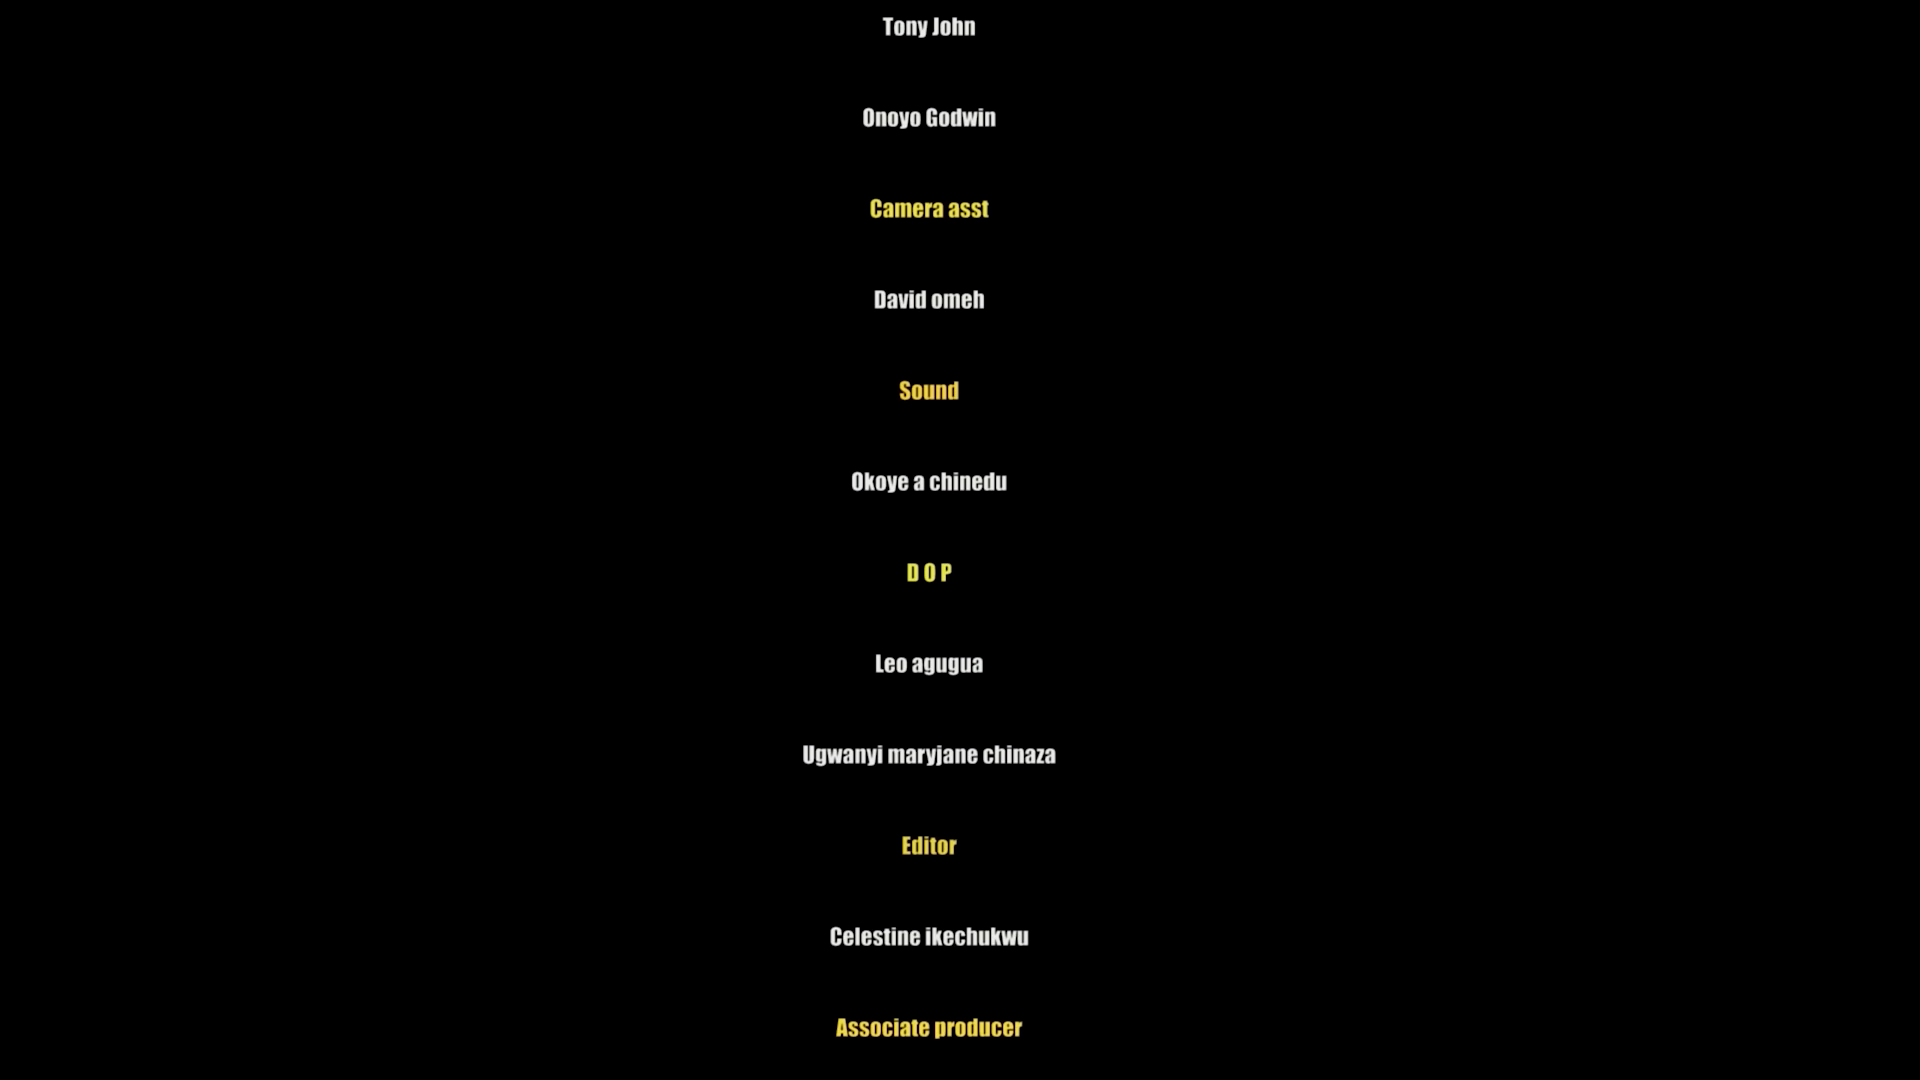 Tony John
Onoyo Godwin
Camera asst
David omeh
Sound
Okoye a chinedu
D O P
Leo agugua
Ugwanyi maryjane chinaza
Editor
Celestine ikechukwu
Associate producer